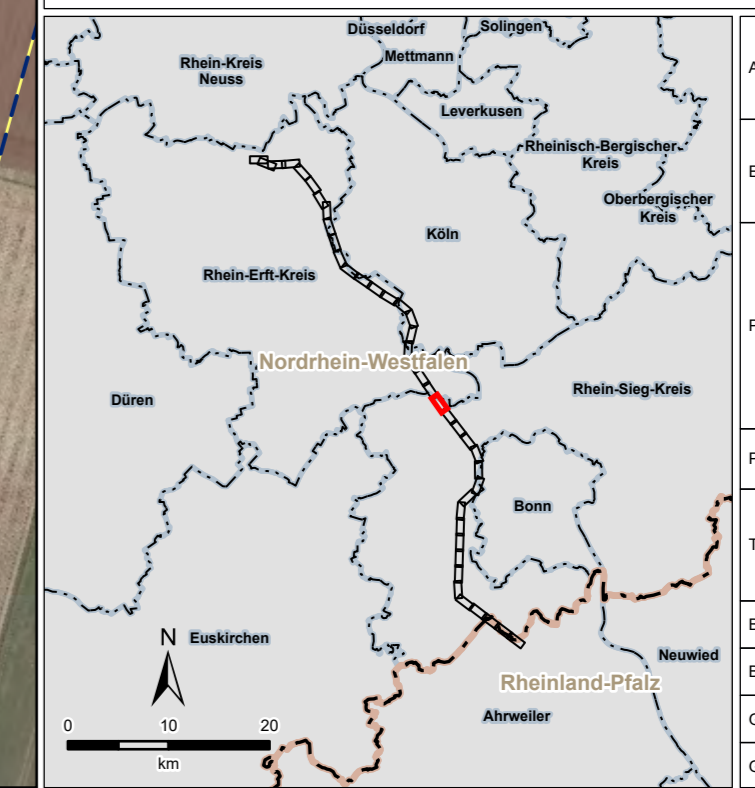 Düsseldorf
Solingen
Mettmann
Rhein-Kreis
Neuss
Leverkusen
Rheinisch-Bergischer
Kreis
Oberbergischer
Kreis
Köln
Rhein-Erft-Kreis
Nordrhein-Westfalen
Düren
Rhein-Sieg-Kreis
Bonn
N
Euskirchen
Neuwied
Rheinland-Pfalz
Ahrweiler
0 10 20
km